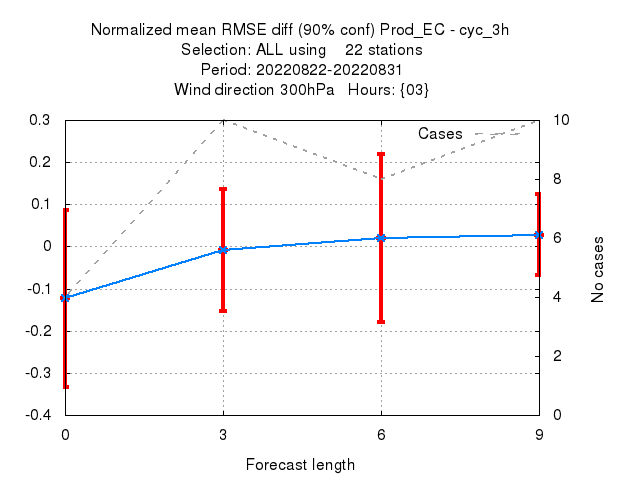 Normalized mean RMSE diff (90% conf) Prod_EC - cyc_3h
Selection: ALL using    22 stations
Period: 20220822-20220831
Wind direction 300hPa   Hours: {03}
Cases
0.3
0.2
0.1
0
-0.1
-0.2
-0.3
-0.4
10
8
6
4
2
0
No cases
0
3
6
9
Forecast length